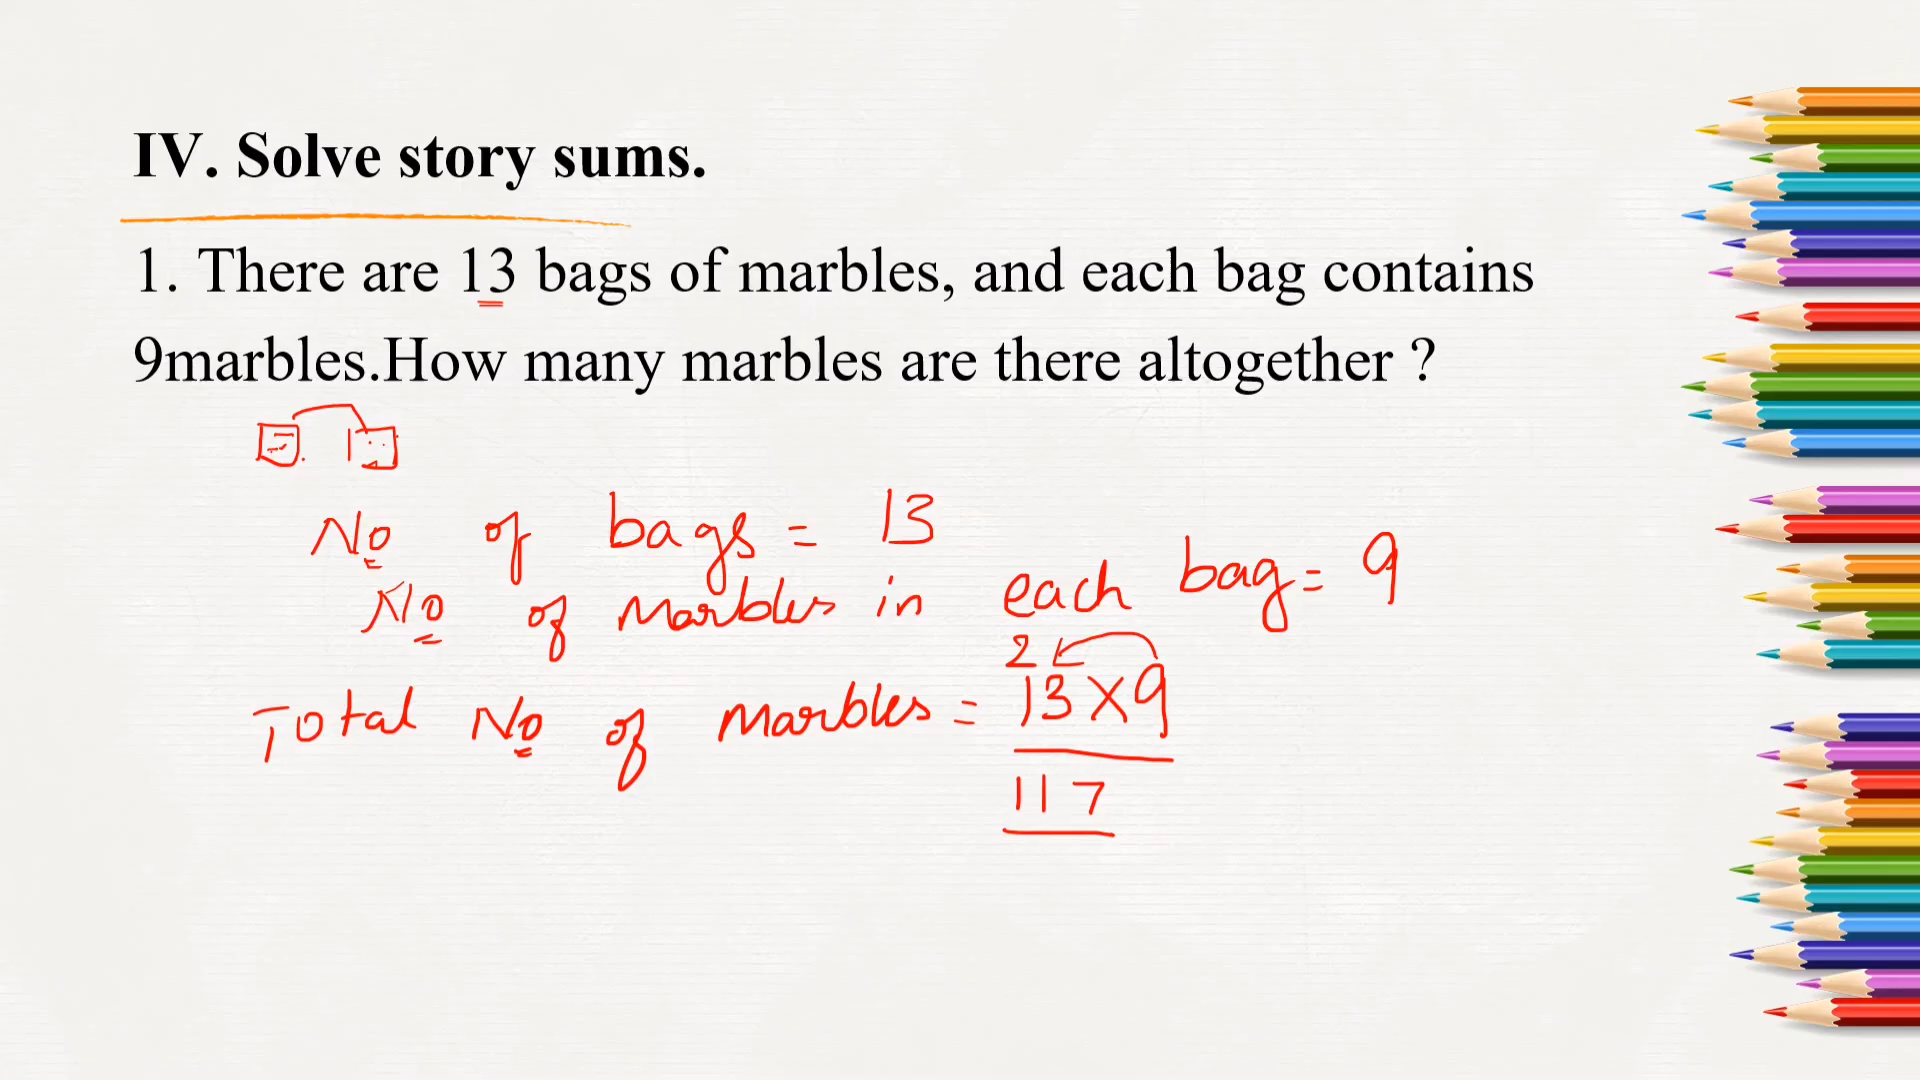 IV. Solve story sums.
1. There are 13 bags of marbles, and each bag contains
9marbles.How many marbles are there altogether ?
No of bags = 13
No of marbles in each bag = 9
2
Total No of marbles = 13 × 9
117